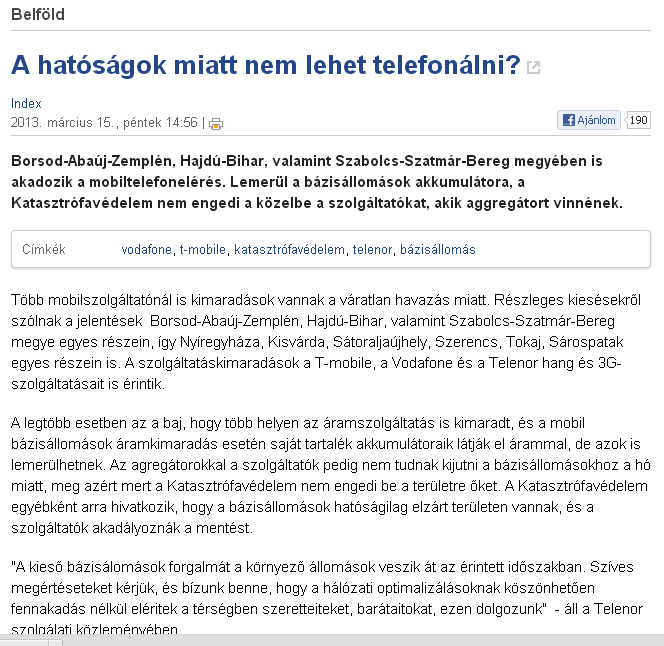 Belföld
A hatóságok miatt nem lehet telefonálni?
Index
2013. március 15., péntek 14:56 |
Ajánlom 190
Borsod-Abaúj-Zemplén, Hajdú-Bihar, valamint Szabolcs-Szatmár-Bereg megyében is
akadozik a mobiltelefonelérés. Lemerül a bázisállomások akkumulátora, a
Katasztrófavédelem nem engedi a közelbe a szolgáltatókat, akik aggregátort vinnének.
Címkék vodafone, t-mobile, katasztrófavédelem, telenor, bázisállomás
Több mobilszolgáltatónál is kimaradások vannak a váratlan havazás miatt. Részleges kiesésekről
szólnak a jelentések Borsod-Abaúj-Zemplén, Hajdú-Bihar, valamint Szabolcs-Szatmár-Bereg
megye egyes részein, így Nyíregyháza, Kisvárda, Sátoraljaújhely, Szerencs, Tokaj, Sárospatak
egyes részein is. A szolgáltatáskimaradások a T-mobile, a Vodafone és a Telenor hang és 3G-
szolgáltatásait is érintik.
A legtöbb esetben az a baj, hogy több helyen az áramszolgáltatás is kimaradt, és a mobil
bázisállomások áramkimaradás esetén saját tartalék akkumulátoraik látják el árammal, de azok is
lemerülhetnek. Az agregátorokkal a szolgáltatók pedig nem tudnak kijutni a bázisállomásokhoz a hó
miatt, meg azért mert a Katasztrófavédelem nem engedi be a területre őket. A Katasztrófavédelem
egyébként arra hivatkozik, hogy a bázisállomások hatóságilag elzárt területen vannak, és a
szolgáltatók akadályoznák a mentést.
"A kieső bázisálomások forgalmát a környező állomások veszik át az érintett időszakban. Szíves
megértéseteket kérjük, és bízunk benne, hogy a hálózati optimalizálásoknak köszönhetően
fennakadás nélkül eléritek a térségben szeretteiteket, barátaitokat, ezen dolgozunk" - áll a Telenor
szolgálati közleményében.